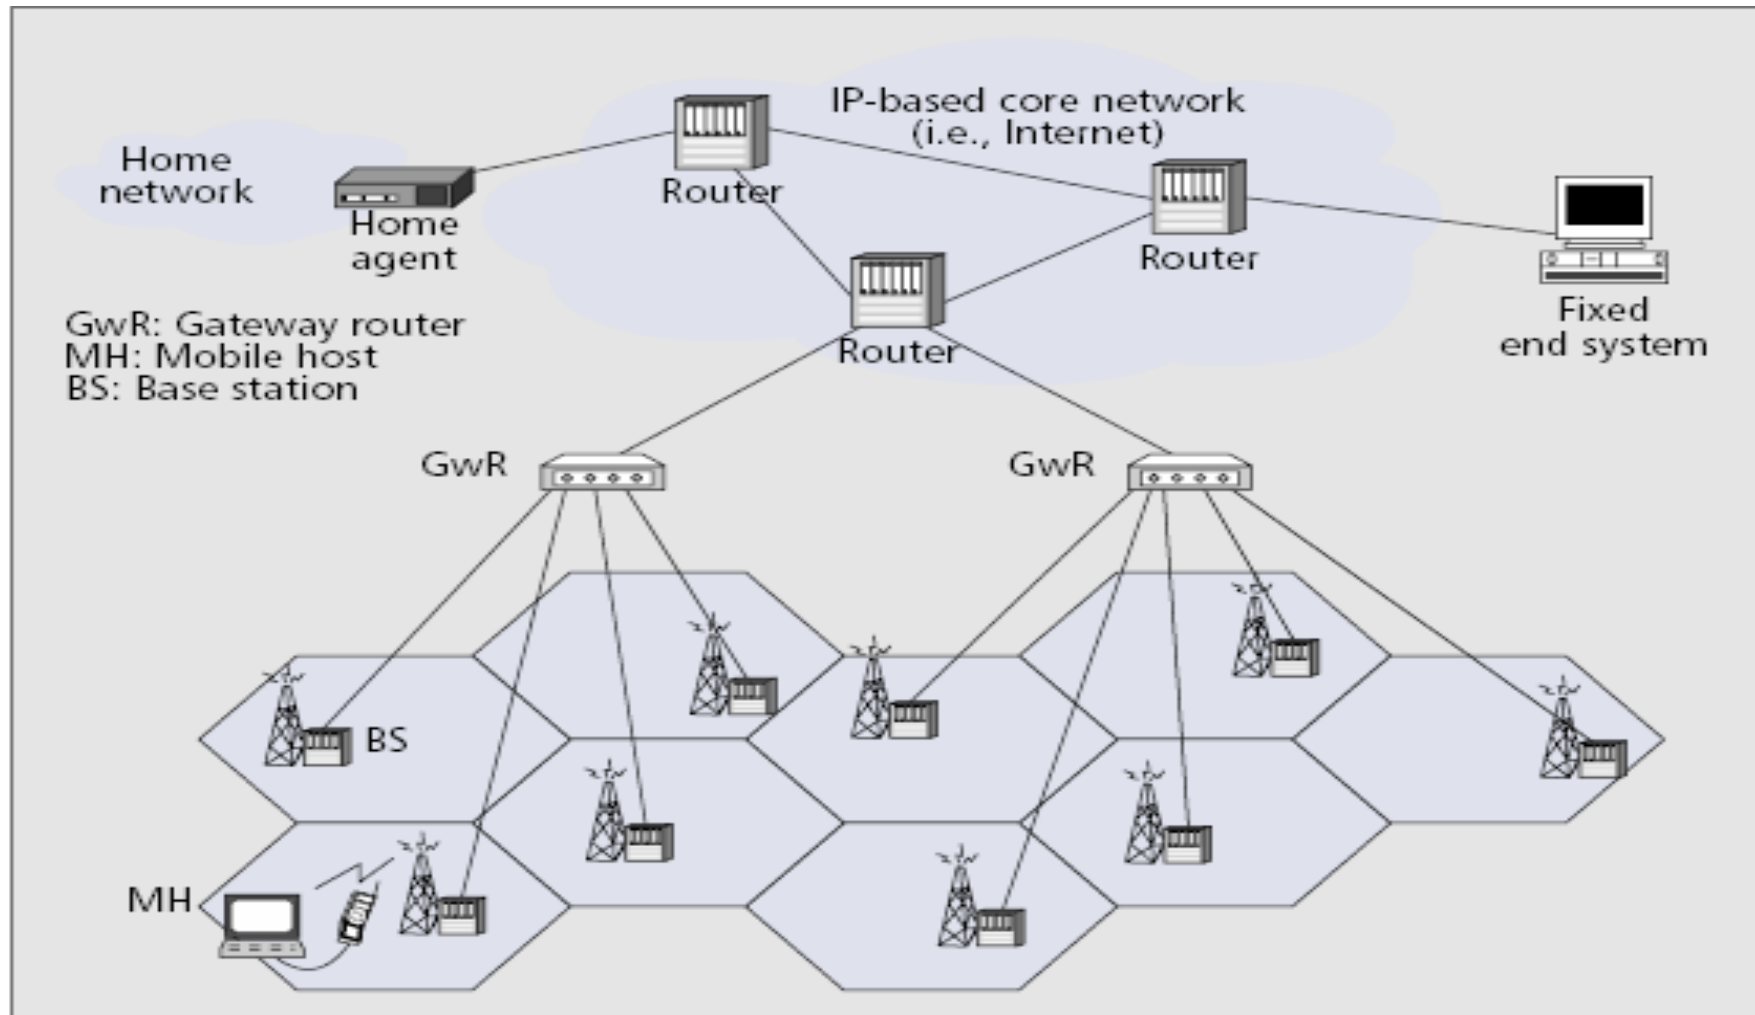 IP-based core network
(i.e., Internet)
Home
network
Home
agent
Router
Router
Router
Fixed
end system
GwR: Gateway router
MH: Mobile host
BS: Base station
GwR
GwR
BS
MH